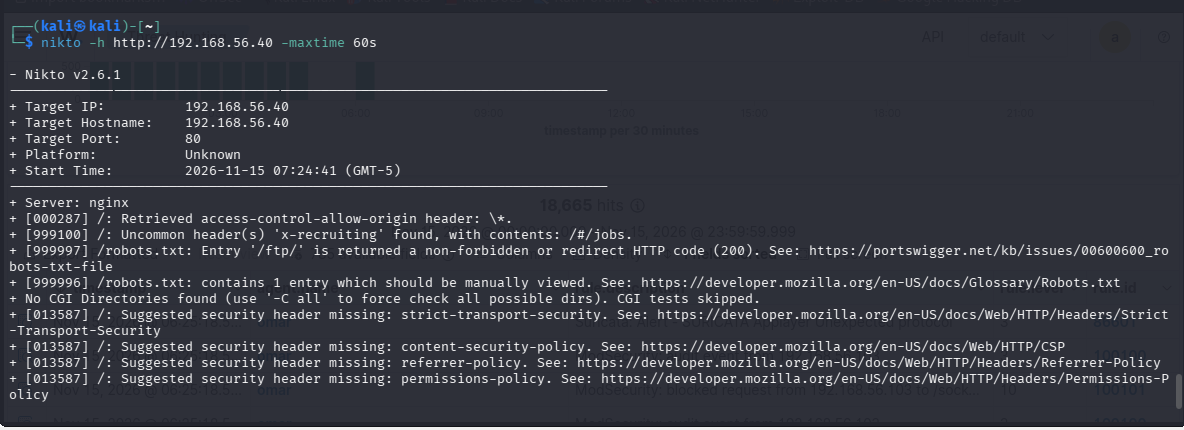 ┌──(kali㉿kali)-[~]
└─$ nikto -h http://192.168.56.40 -maxtime 60s
API default a
- Nikto v2.6.1
+ Target IP: 192.168.56.40
+ Target Hostname: 192.168.56.40
+ Target Port: 80
timestamp per 30 minutes
+ Platform: Unknown
+ Start Time: 2026-11-15 07:24:41 (GMT-5)
+ Server: nginx
18,665 hits
+ [000287] /: Retrieved access-control-allow-origin header: \*.
+ [999100] /: Uncommon header(s) 'x-recruiting' found, with contents: /#/jobs.
+ [999997] /robots.txt: Entry '/ftp/' is returned a non-forbidden or redirect HTTP code (200). See: https://portswigger.net/kb/issues/00600600_ro
bots-txt-file
+ [999996] /robots.txt: contains 1 entry which should be manually viewed. See: https://developer.mozilla.org/en-US/docs/Glossary/Robots.txt
+ No CGI Directories found (use '-C all' to force check all possible dirs). CGI tests skipped.
+ [013587] /: Suggested security header missing: strict-transport-security. See: https://developer.mozilla.org/en-US/docs/Web/HTTP/Headers/Strict
-Transport-Security
+ [013587] /: Suggested security header missing: content-security-policy. See: https://developer.mozilla.org/en-US/docs/Web/HTTP/CSP
+ [013587] /: Suggested security header missing: referrer-policy. See: https://developer.mozilla.org/en-US/docs/Web/HTTP/Headers/Referrer-Policy
+ [013587] /: Suggested security header missing: permissions-policy. See: https://developer.mozilla.org/en-US/docs/Web/HTTP/Headers/Permissions-P
olicy